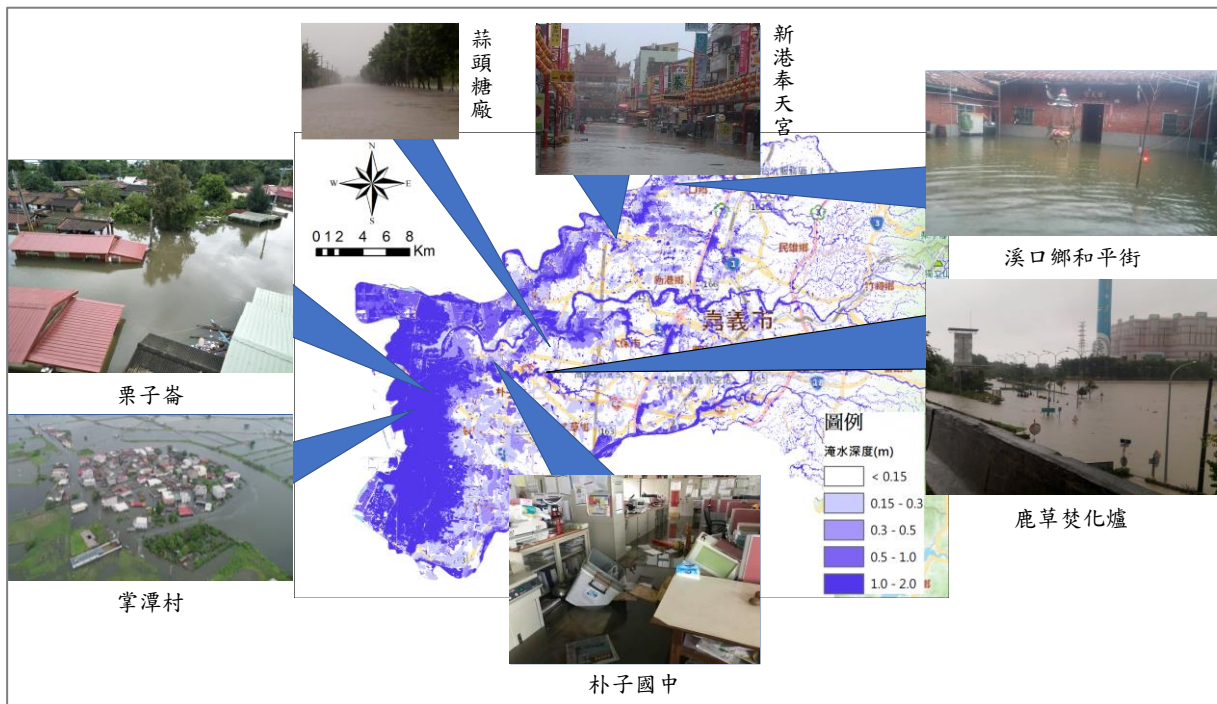 蒜頭糖廠
新港奉天宮
溪口鄉和平街
栗子崙
掌潭村
鹿草焚化爐
朴子國中
N
W
E
S
0 1 2 4 6 8
Km
民雄鄉
竹崎鄉
新港鄉
嘉義市
圖例
淹水深度(m)
< 0.15
0.15 - 0.3
0.3 - 0.5
0.5 - 1.0
1.0 - 2.0